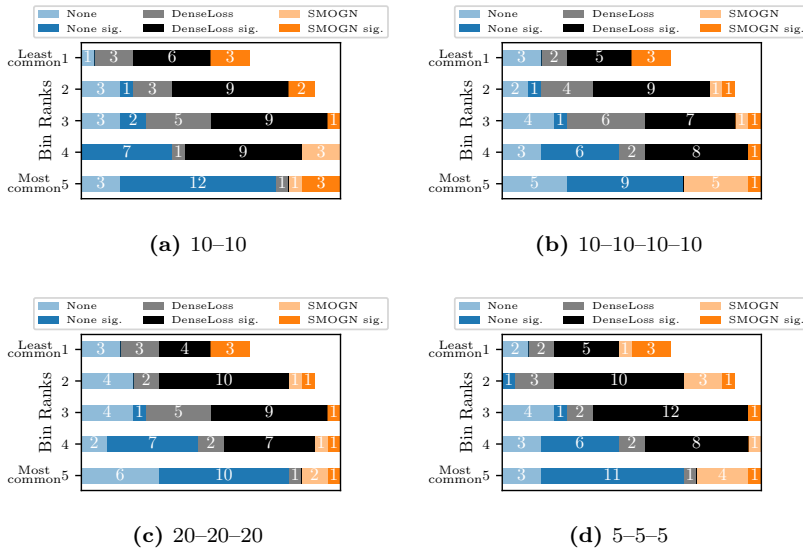 None DenseLoss SMOGN
None sig. DenseLoss sig. SMOGN sig.
Bin Ranks
Least common 1
1 3 6 3
2
3 1 3 9 2
3
3 2 5 9 1
4
7 1 9 3
Most common 5
3 12 1 1 3
(a) 10–10
None DenseLoss SMOGN
None sig. DenseLoss sig. SMOGN sig.
Bin Ranks
Least common 1
3 2 5 3
2
2 1 4 9 1 1
3
4 1 6 7 1 1
4
3 6 2 8 1
Most common 5
5 9 5 1
(b) 10–10–10–10
None DenseLoss SMOGN
None sig. DenseLoss sig. SMOGN sig.
Bin Ranks
Least common 1
3 3 4 3
2
4 2 10 1 1
3
4 1 5 9 1
4
2 7 2 7 1 1
Most common 5
6 10 1 2 1
(c) 20–20–20
None DenseLoss SMOGN
None sig. DenseLoss sig. SMOGN sig.
Bin Ranks
Least common 1
2 2 5 1 3
2
1 3 10 3 1
3
4 1 2 12 1
4
3 6 2 8 1
Most common 5
3 11 1 4 1
(d) 5–5–5